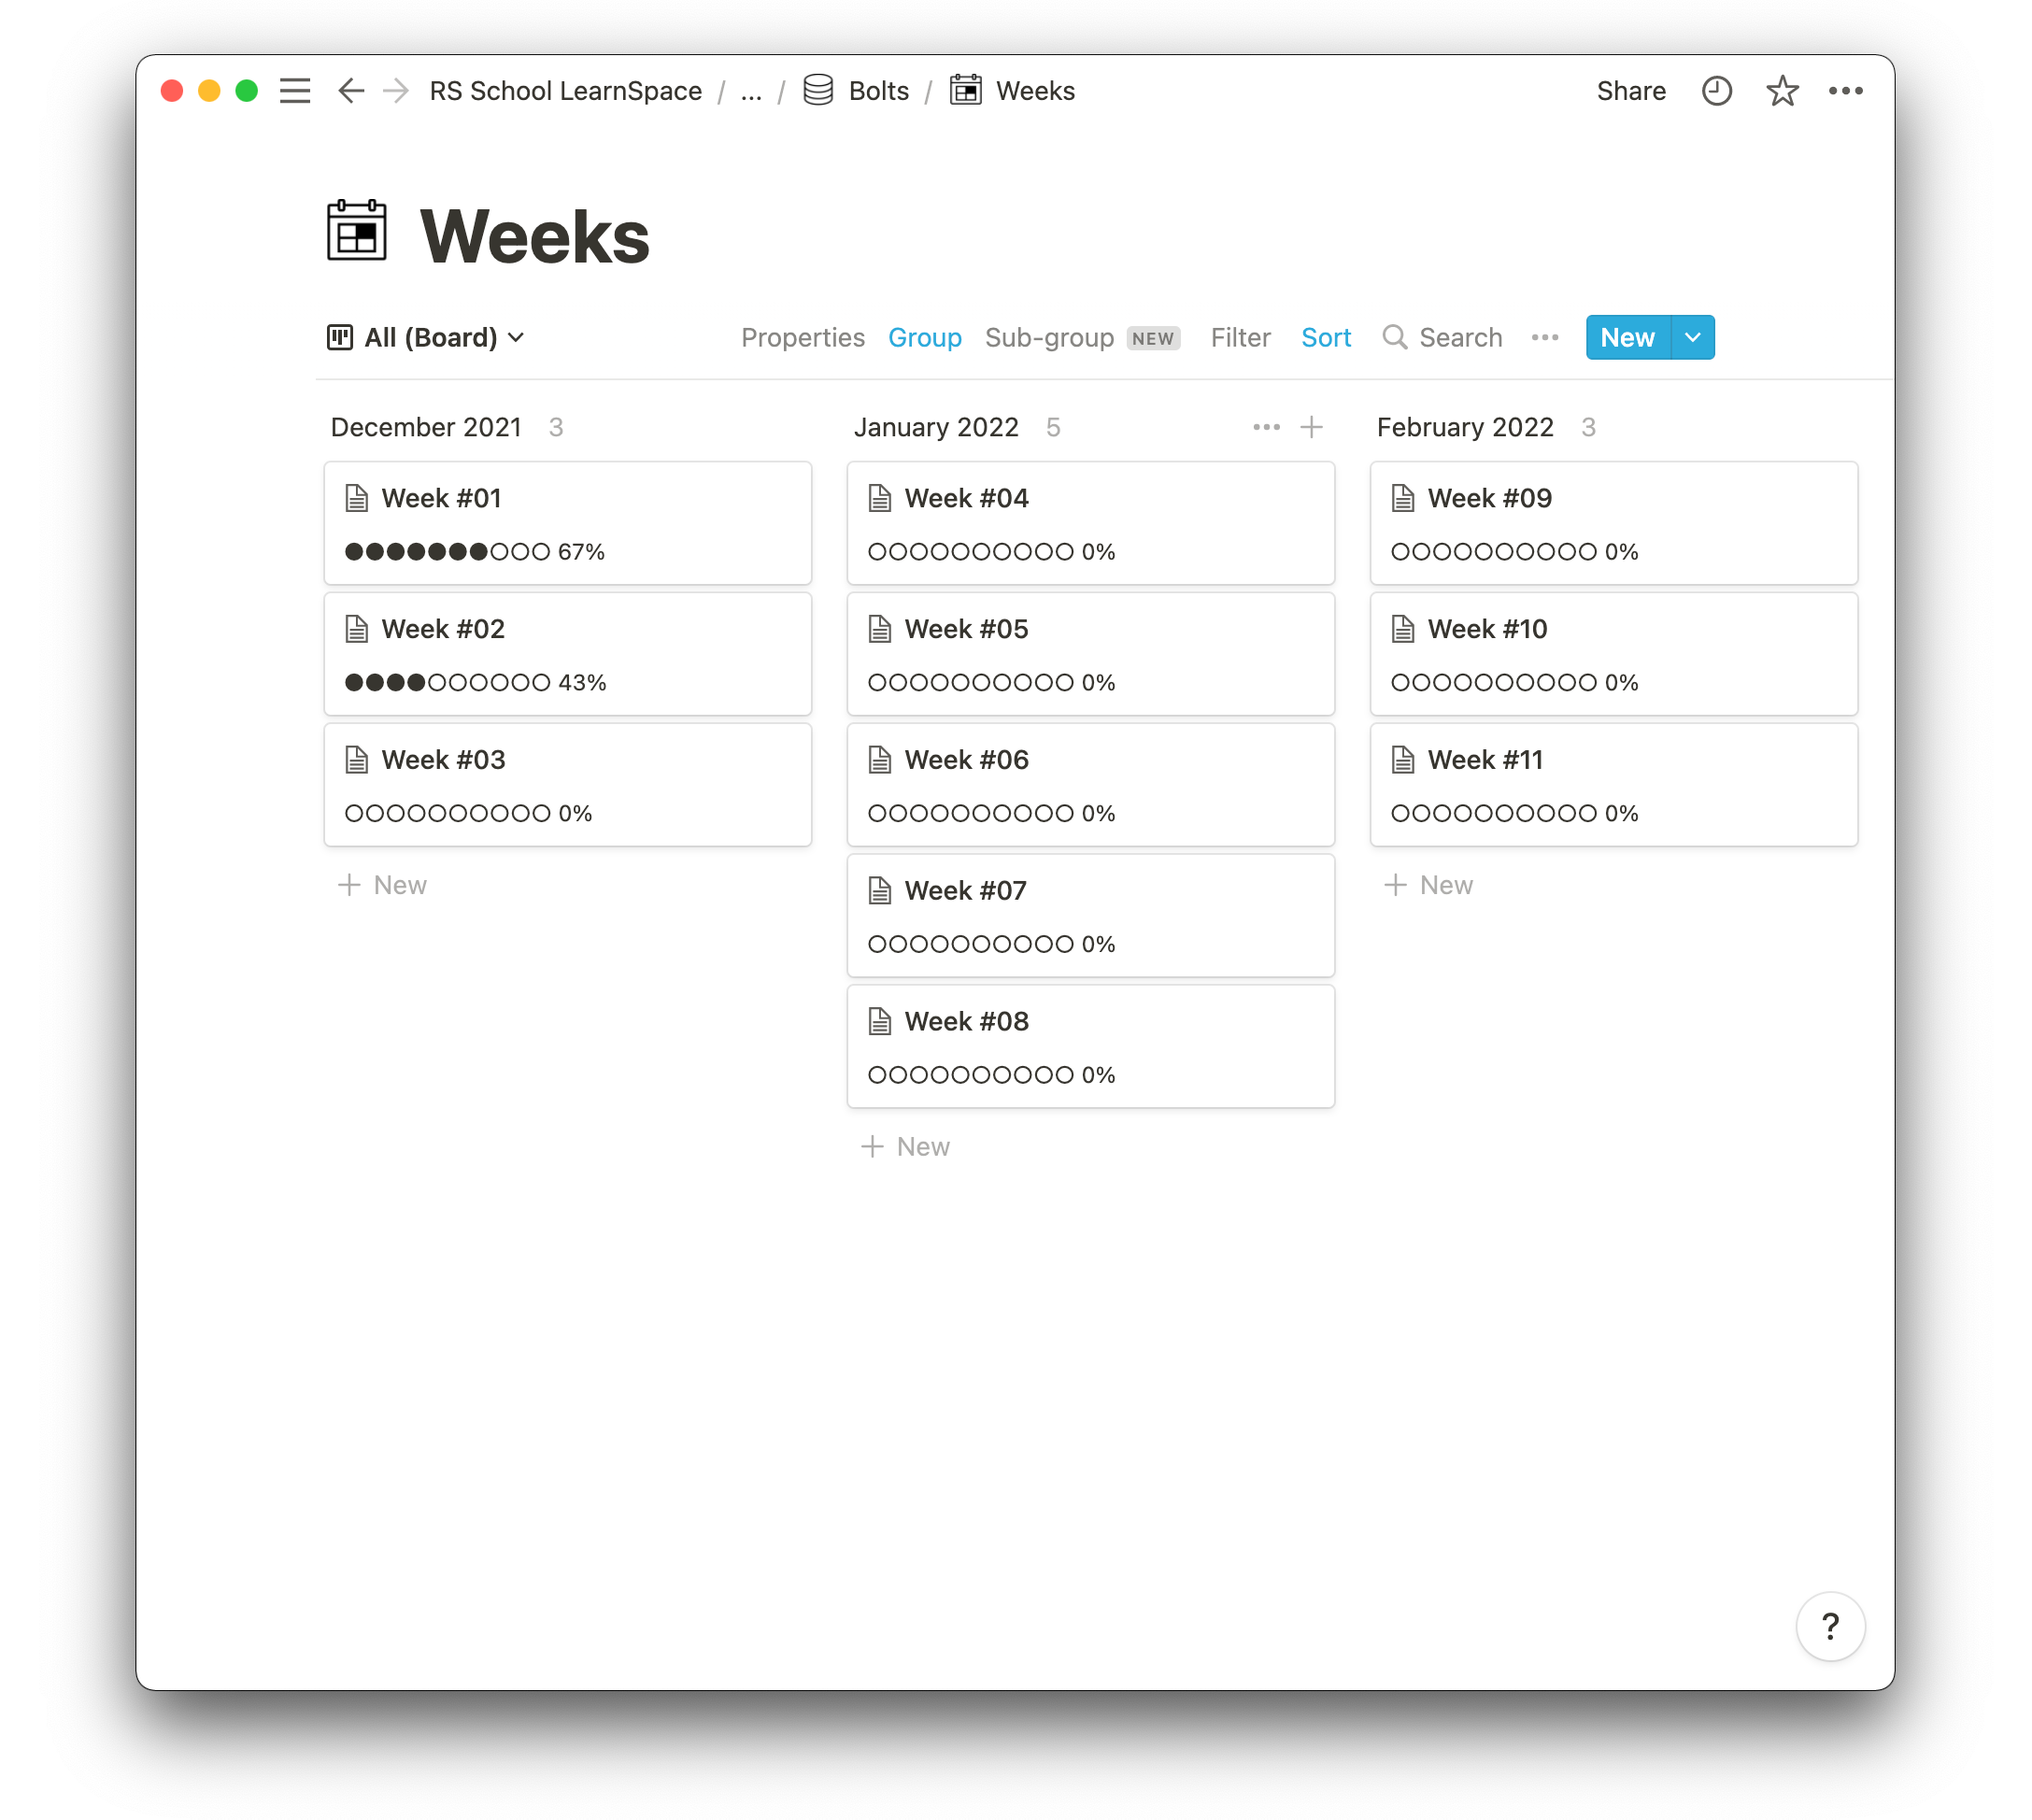 RS School LearnSpace / ... / Bolts / Weeks
Share
Weeks
All (Board)
Properties Group Sub-group NEW Filter Sort Search New
December 2021 3
Week #01
●●●●●●●○○○ 67%
Week #02
●●●●○○○○○○ 43%
Week #03
○○○○○○○○○○ 0%
+ New
January 2022 5
Week #04
○○○○○○○○○○ 0%
Week #05
○○○○○○○○○○ 0%
Week #06
○○○○○○○○○○ 0%
Week #07
○○○○○○○○○○ 0%
Week #08
○○○○○○○○○○ 0%
+ New
February 2022 3
Week #09
○○○○○○○○○○ 0%
Week #10
○○○○○○○○○○ 0%
Week #11
○○○○○○○○○○ 0%
+ New
?